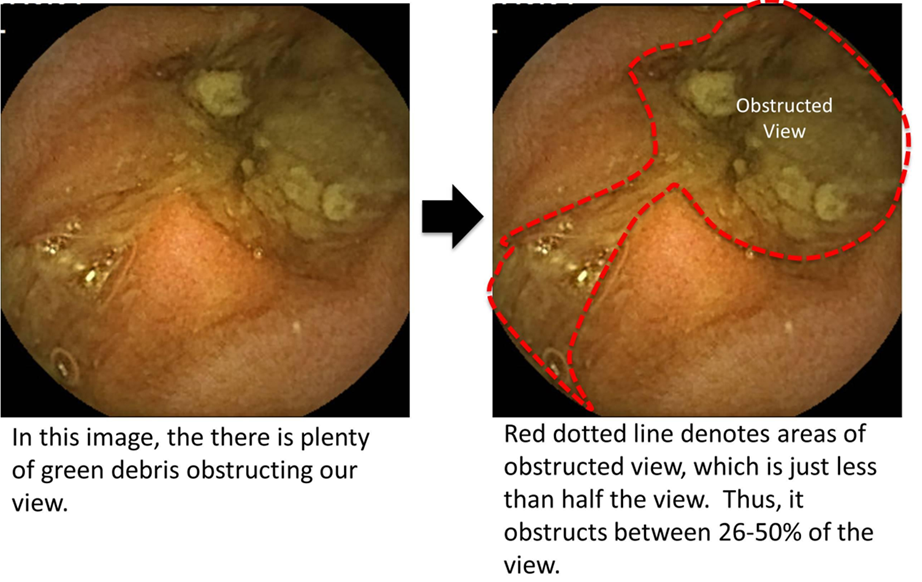 Obstructed
View
In this image, the there is plenty
of green debris obstructing our
view.
Red dotted line denotes areas of
obstructed view, which is just less
than half the view.  Thus, it
obstructs between 26-50% of the
view.